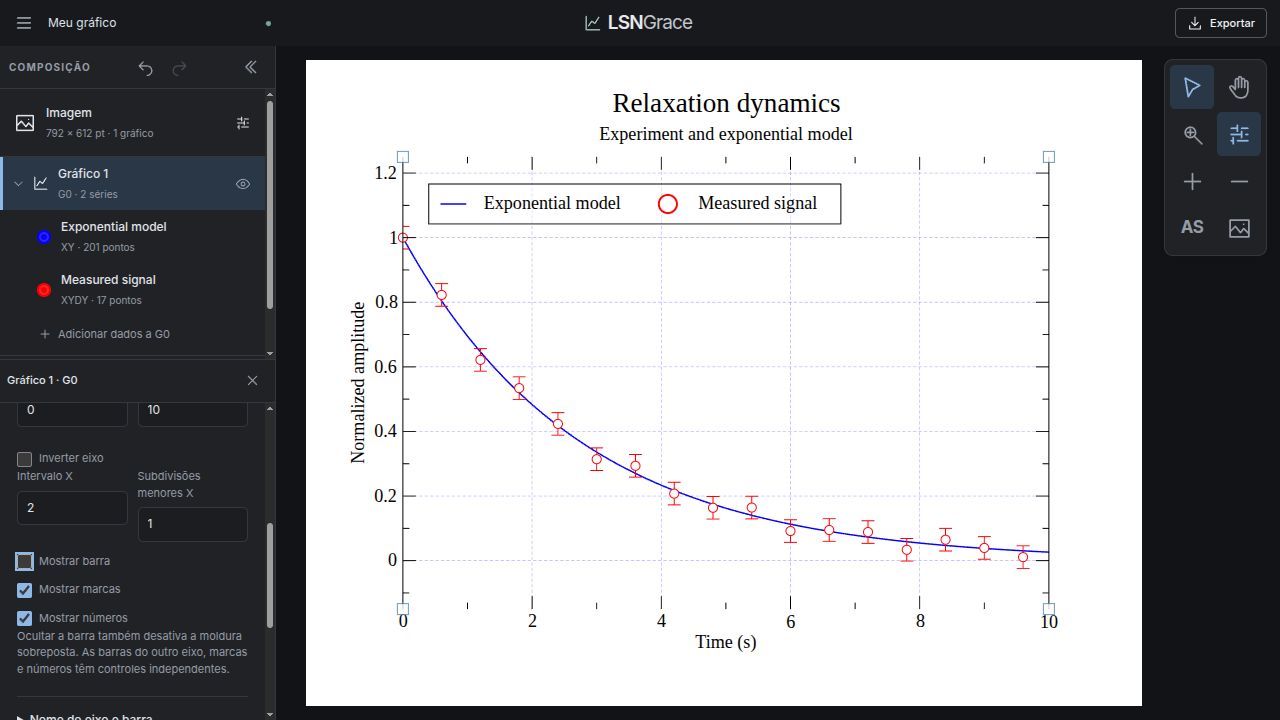 Meu gráfico
LSNGrace
Exportar
COMPOSIÇÃO
Imagem
792 × 612 pt · 1 gráfico
Gráfico 1
G0 · 2 séries
Exponential model
XY · 201 pontos
Measured signal
XYDY · 17 pontos
Adicionar dados a G0
Gráfico 1 · G0
0
10
Inverter eixo
Intervalo X
Subdivisões
menores X
2
1
Mostrar barra
Mostrar marcas
Mostrar números
Ocultar a barra também desativa a moldura
sobreposta. As barras do outro eixo, marcas
e números têm controles independentes.
Nome do eixo e barra
Relaxation dynamics
Experiment and exponential model
Exponential model
Measured signal
1.2
1
0.8
0.6
0.4
0.2
0
Normalized amplitude
0 2 4 6 8 10
Time (s)
AS